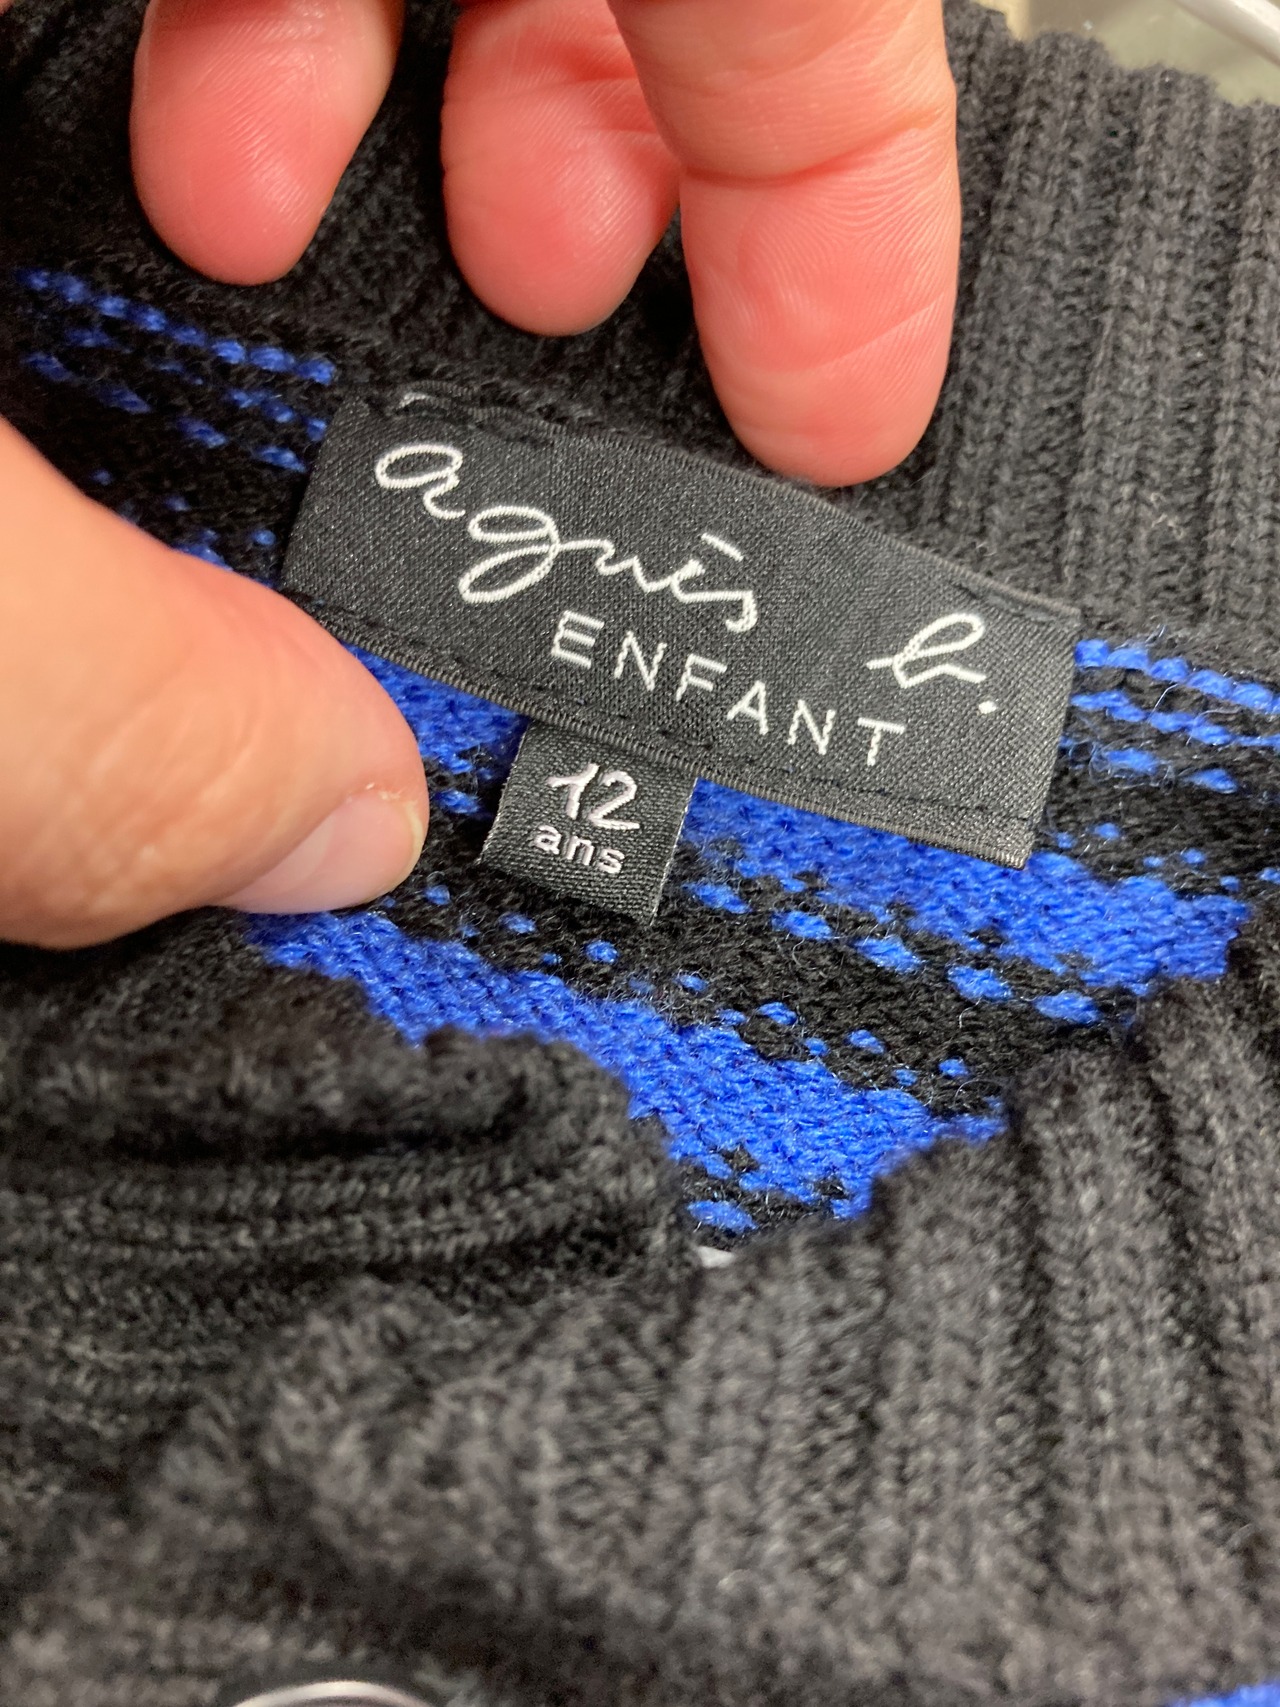 agnès b.
ENFANT
12
ans